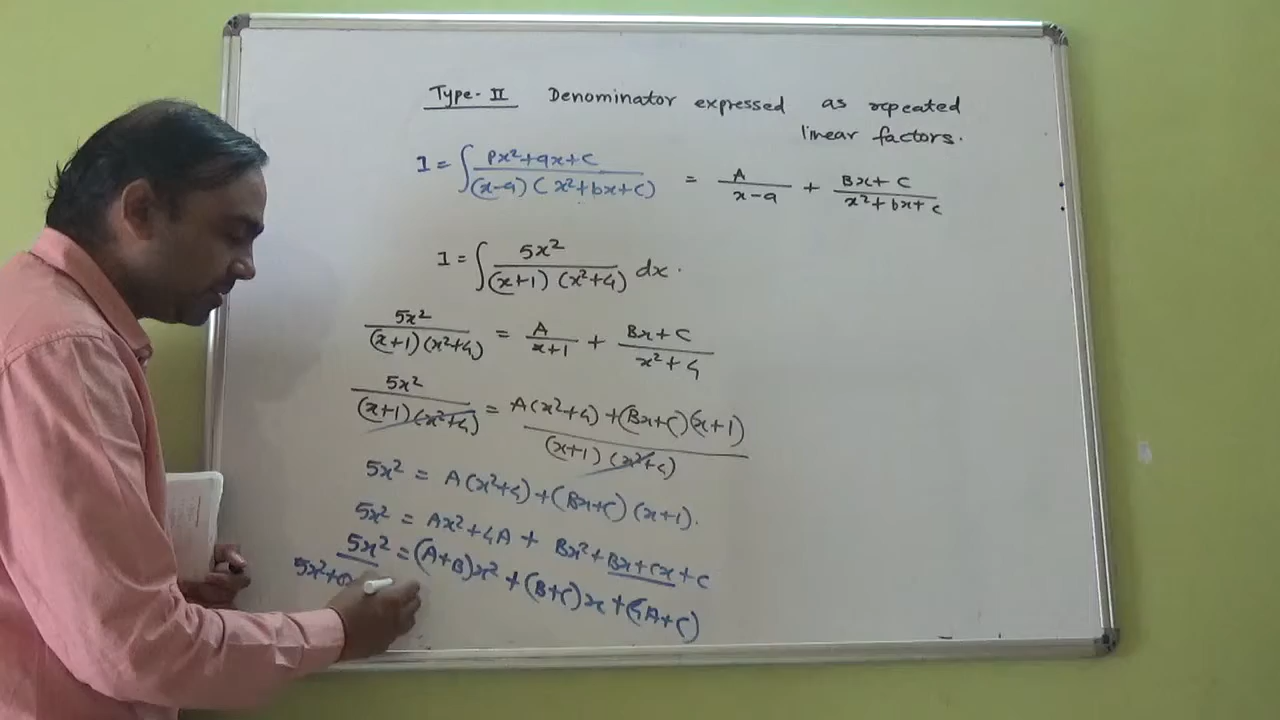 Type- II Denominator expressed as repeated
linear factors.
I = ∫ Px²+qx+c / (x-a) (x²+bx+c) = A / x-a + Bx+C / x²+bx+c
I = ∫ 5x² / (x+1) (x²+4) dx.
5x² / (x+1) (x²+4) = A / x+1 + Bx+C / x²+4
5x² / (x+1) (x²+4) = A(x²+4) + (Bx+C) (x+1) / (x+1) (x²+4)
5x² = A(x²+4) + (Bx+C) (x+1).
5x² = Ax²+4A + Bx²+Bx+Cx+C
5x² = (A+B)x² + (B+C)x + (4A+C)
5x²+0